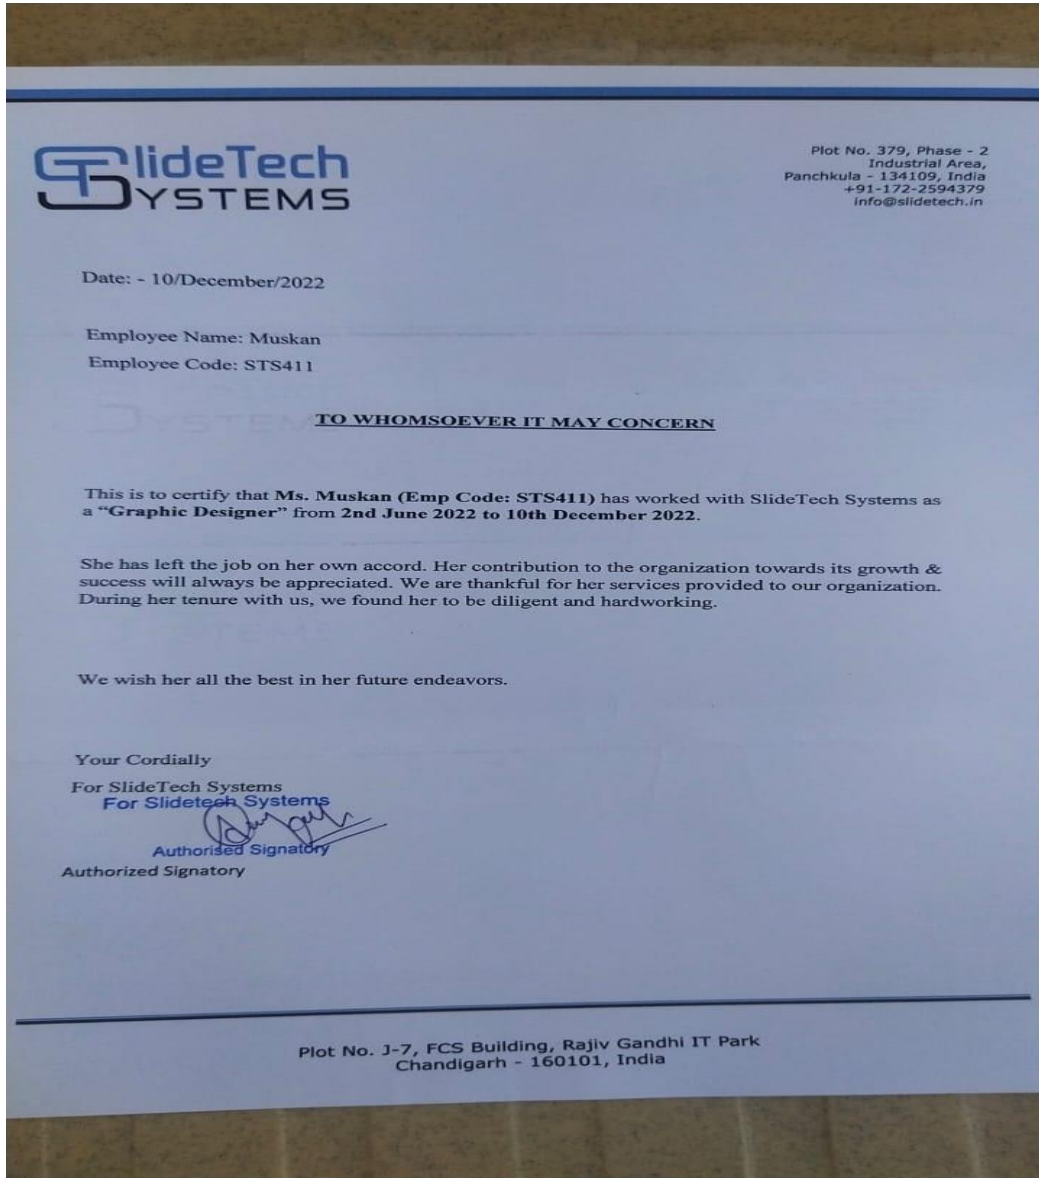 SlideTech
SYSTEMS
Plot No. 379, Phase - 2
Industrial Area,
Panchkula - 134109, India
+91-172-2594379
info@slidetech.in
Date: - 10/December/2022
Employee Name: Muskan
Employee Code: STS411
TO WHOMSOEVER IT MAY CONCERN
This is to certify that Ms. Muskan (Emp Code: STS411) has worked with SlideTech Systems as
a “Graphic Designer” from 2nd June 2022 to 10th December 2022.
She has left the job on her own accord. Her contribution to the organization towards its growth &
success will always be appreciated. We are thankful for her services provided to our organization.
During her tenure with us, we found her to be diligent and hardworking.
We wish her all the best in her future endeavors.
Your Cordially
For SlideTech Systems
For Slidetech Systems
Authorised Signatory
Authorized Signatory
Plot No. J-7, FCS Building, Rajiv Gandhi IT Park
Chandigarh - 160101, India